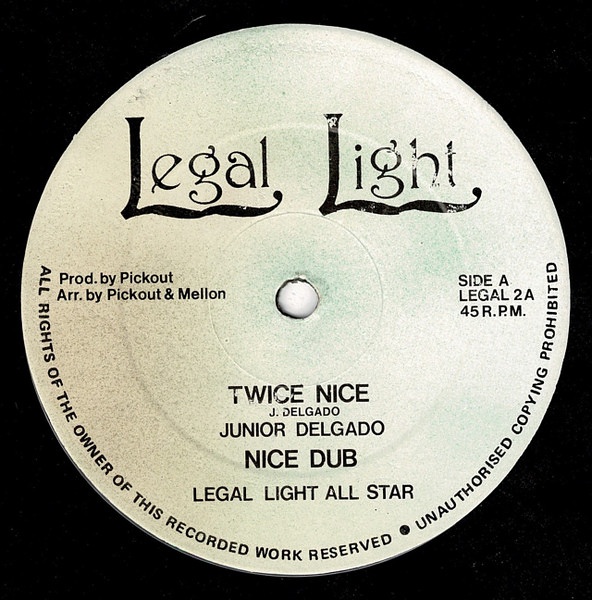 Legal Light
Prod. by Pickout
Arr. by Pickout & Mellon
SIDE A
LEGAL 2A
45 R.P.M.
TWICE NICE
J. DELGADO
JUNIOR DELGADO
NICE DUB
LEGAL LIGHT ALL STAR
ALL RIGHTS OF THE OWNER OF THIS RECORDED WORK RESERVED ● UNAUTHORISED COPYING PROHIBITED